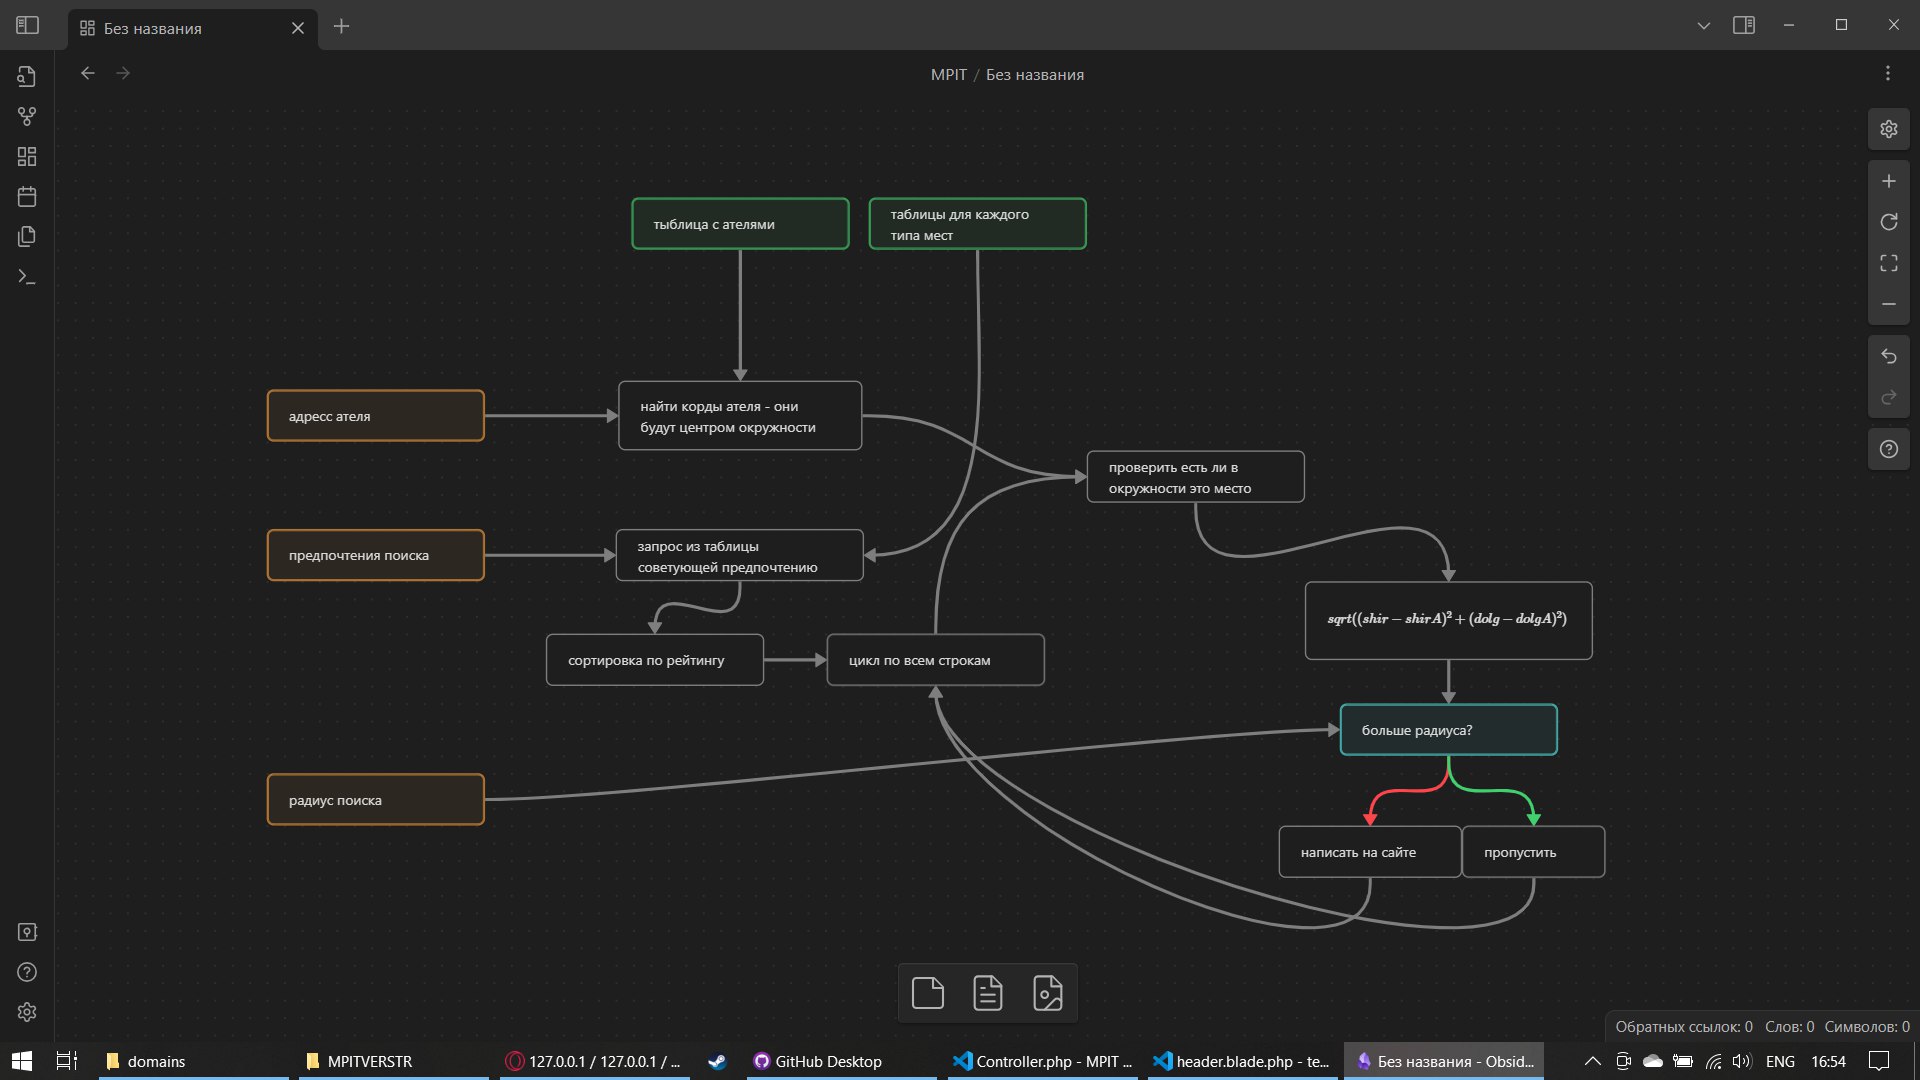 Без названия
MPIT / Без названия
тыблица с ателями
таблицы для каждого
типа мест
адресс ателя
найти корды ателя - они
будут центром окружности
проверить есть ли в
окружности это место
предпочтения поиска
запрос из таблицы
советующей предпочтению
sqrt((shir − shirA)² + (dolg − dolgA)²)
сортировка по рейтингу
цикл по всем строкам
больше радиуса?
радиус поиска
написать на сайте
пропустить
Обратных ссылок: 0 Слов: 0 Символов: 0
domains
MPITVERSTR
127.0.0.1 / 127.0.0.1 / ...
GitHub Desktop
Controller.php - MPIT ...
header.blade.php - te...
Без названия - Obsid...
ENG
16:54